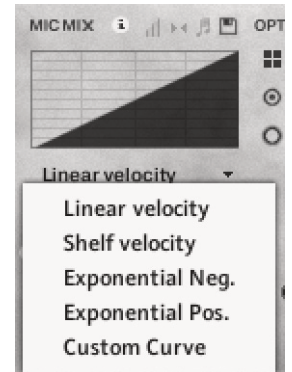 MIC MIX i OPT
Linear velocity
Linear velocity
Shelf velocity
Exponential Neg.
Exponential Pos.
Custom Curve